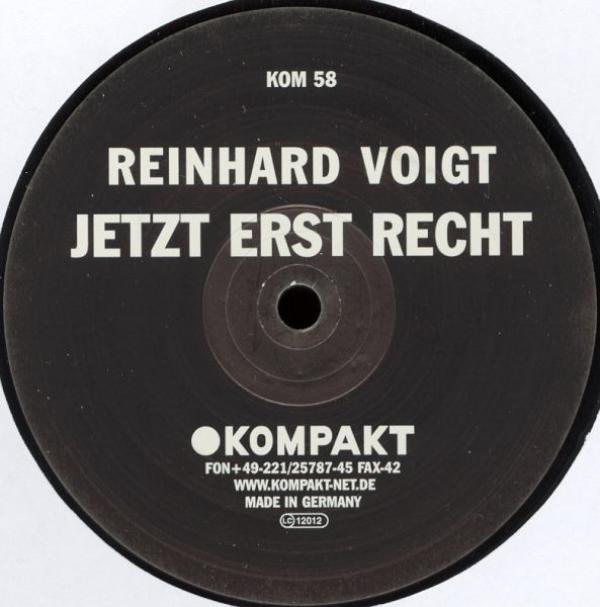 KOM 58
REINHARD VOIGT
JETZT ERST RECHT
KOMPAKT
FON+49-221/25787-45 FAX-42
WWW.KOMPAKT-NET.DE
MADE IN GERMANY
LC 12012